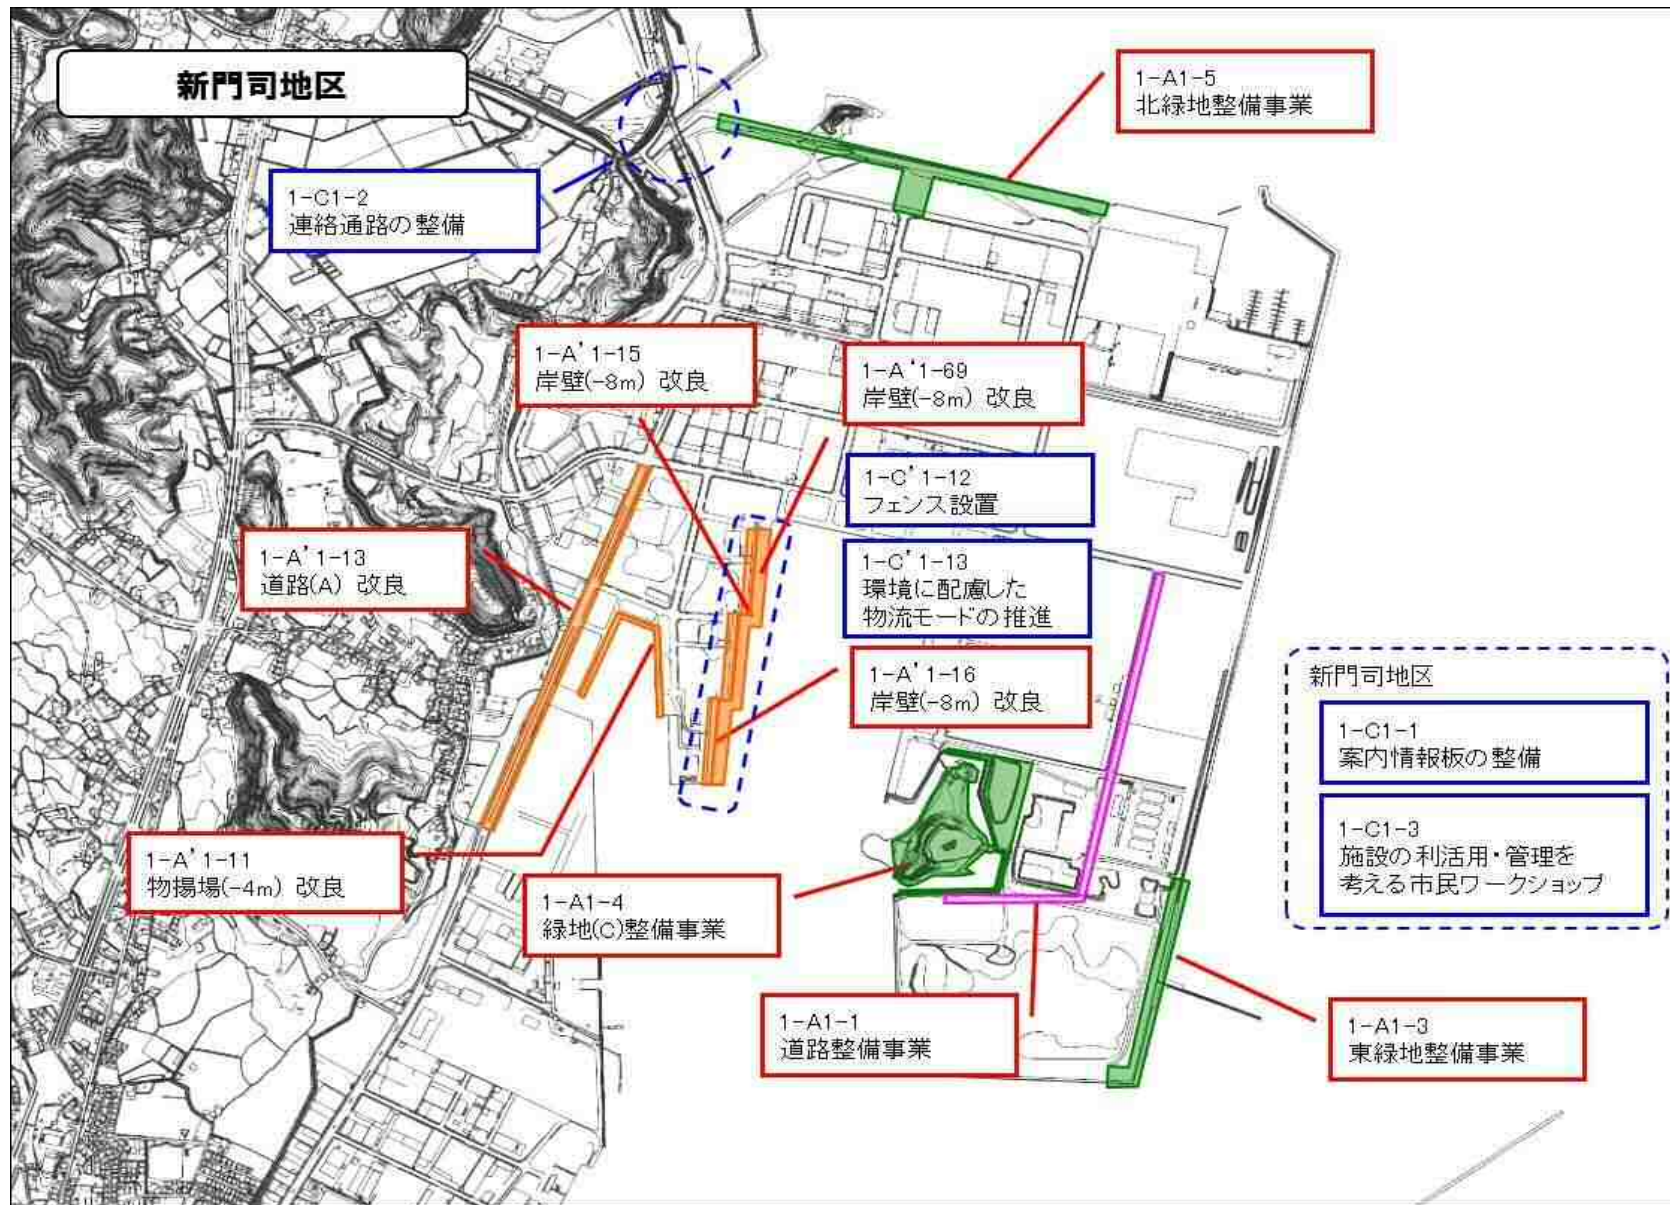 新門司地区
1-A1-5
北緑地整備事業
1-C1-2
連絡通路の整備
1-A'1-15
岸壁(-8m) 改良
1-A'1-69
岸壁(-8m) 改良
1-C'1-12
フェンス設置
1-A'1-13
道路(A) 改良
1-C'1-13
環境に配慮した
物流モードの推進
1-A'1-16
岸壁(-8m) 改良
新門司地区
1-C1-1
案内情報板の整備
1-C1-3
施設の利活用・管理を
考える市民ワークショップ
1-A'1-11
物揚場(-4m) 改良
1-A1-4
緑地(C)整備事業
1-A1-1
道路整備事業
1-A1-3
東緑地整備事業